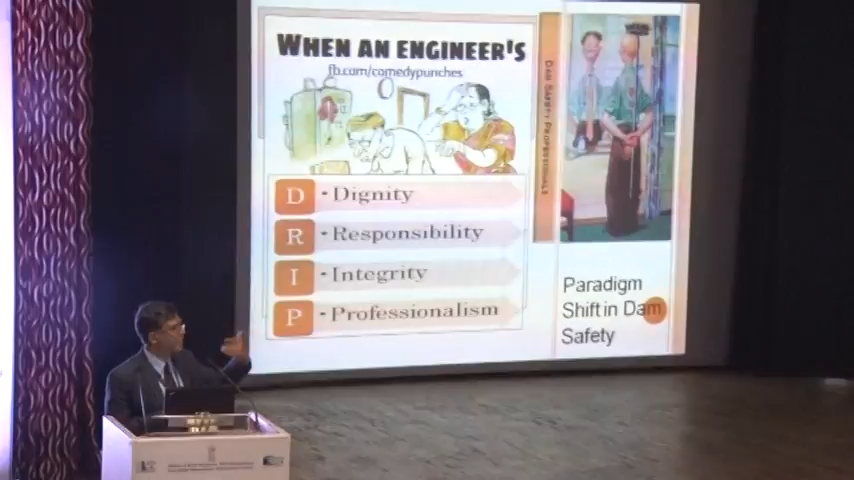 WHEN AN ENGINEER'S
fb.com/comedypunches
D • Dignity
R • Responsibility
I • Integrity
P • Professionalism
DAM SAFETY PROFESSIONALS
Paradigm
Shift in Dam
Safety